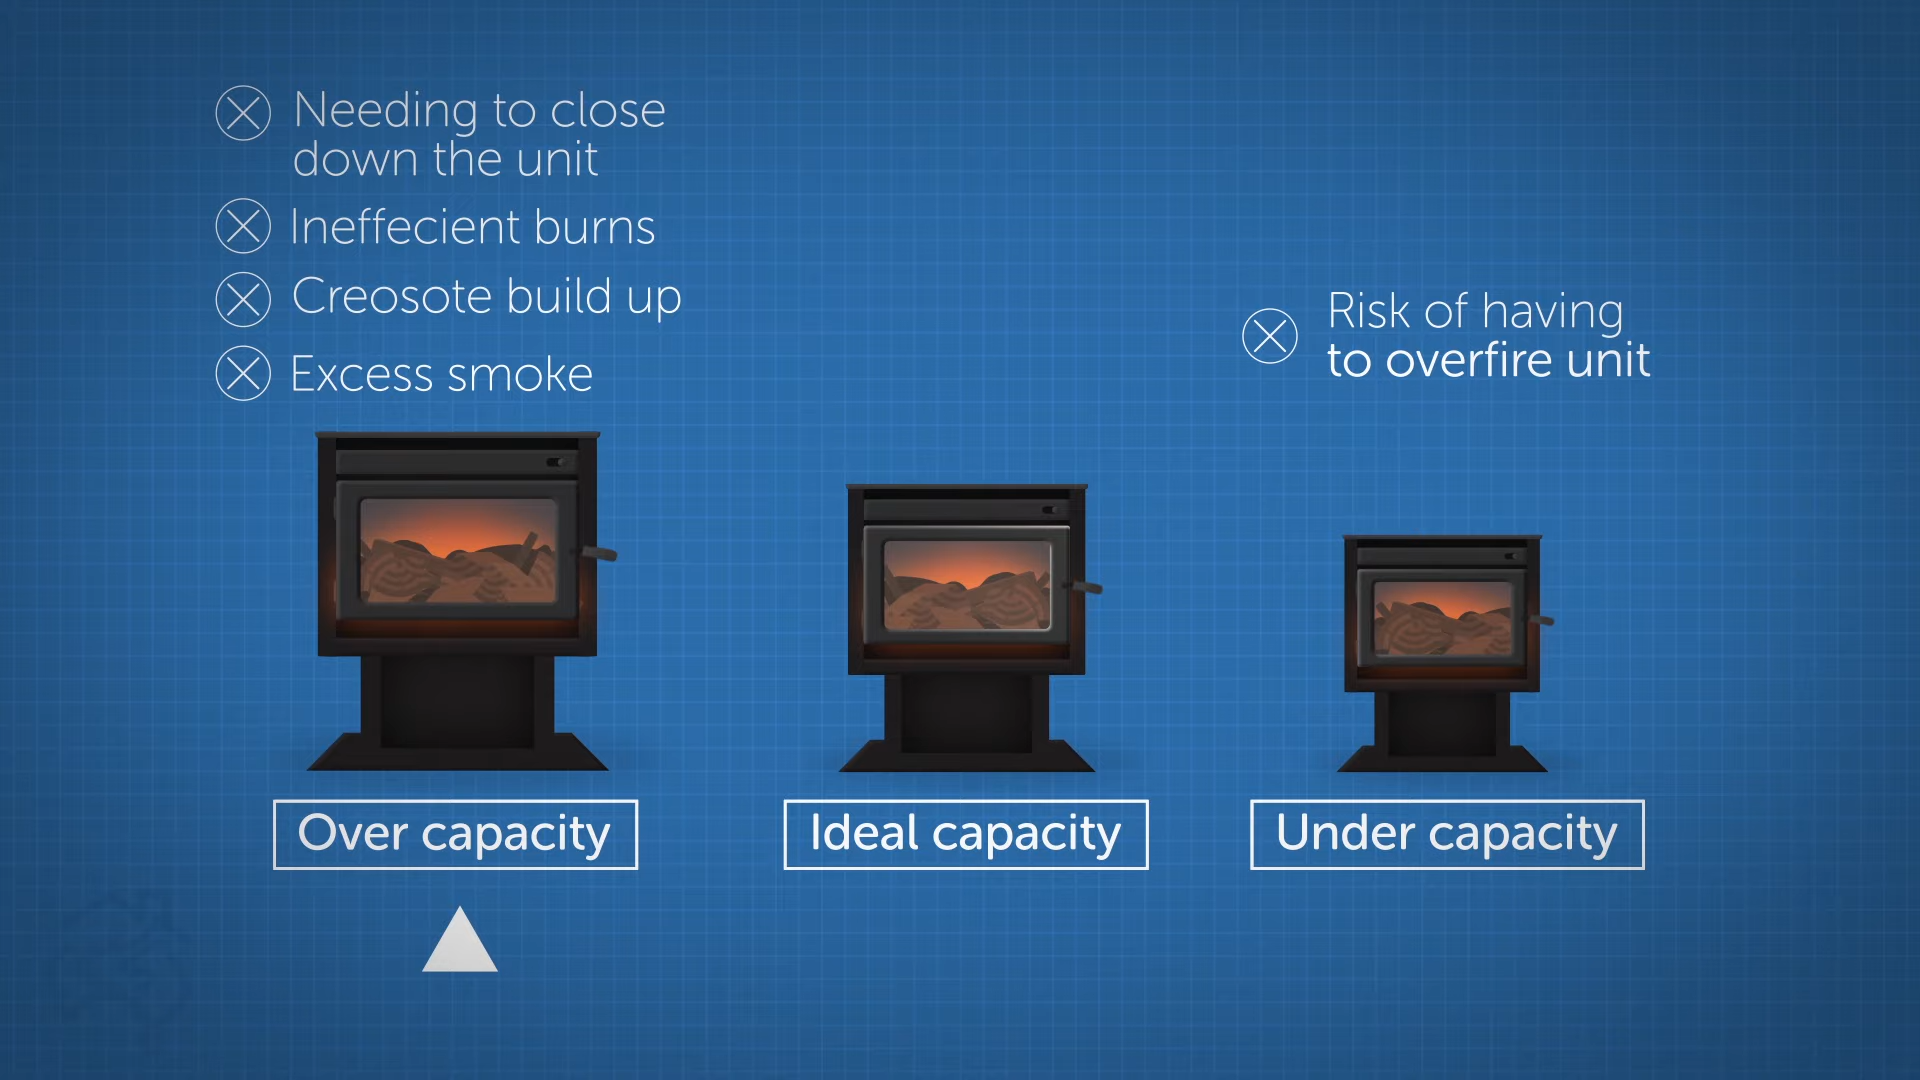 Needing to close
down the unit
Ineffecient burns
Creosote build up
Excess smoke
Risk of having
to overfire unit
Over capacity
Ideal capacity
Under capacity